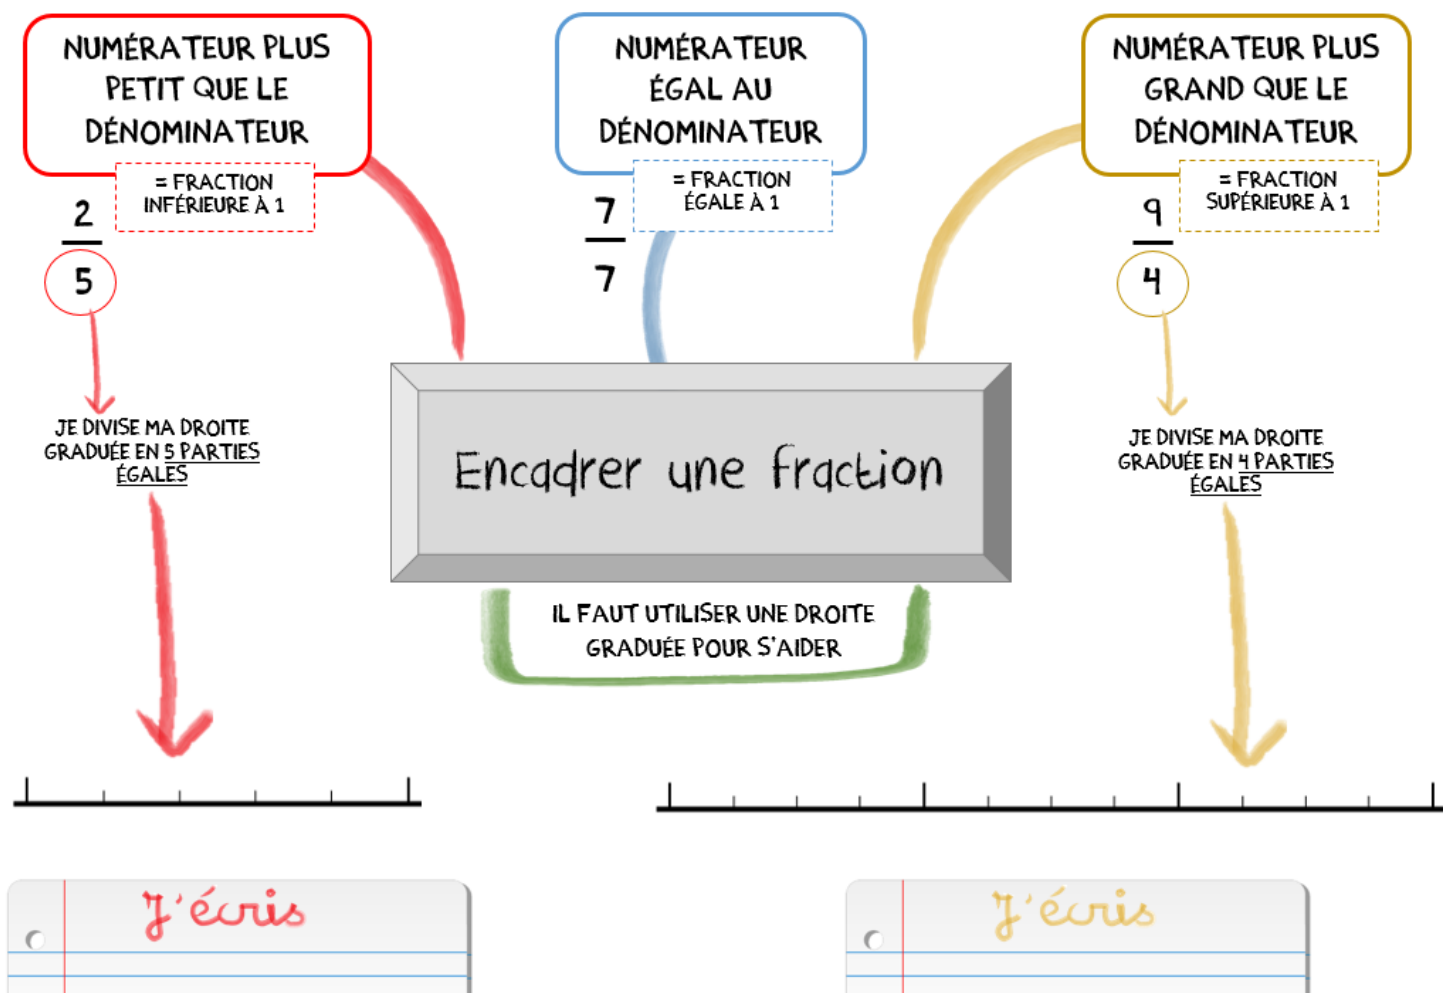 NUMÉRATEUR PLUS
PETIT QUE LE
DÉNOMINATEUR
= FRACTION
INFÉRIEURE À 1
2
5
JE DIVISE MA DROITE
GRADUÉE EN 5 PARTIES
ÉGALES
NUMÉRATEUR
ÉGAL AU
DÉNOMINATEUR
= FRACTION
ÉGALE À 1
7
7
NUMÉRATEUR PLUS
GRAND QUE LE
DÉNOMINATEUR
= FRACTION
SUPÉRIEURE À 1
9
4
JE DIVISE MA DROITE
GRADUÉE EN 4 PARTIES
ÉGALES
Encadrer une fraction
IL FAUT UTILISER UNE DROITE
GRADUÉE POUR S'AIDER
J'écris
J'écris